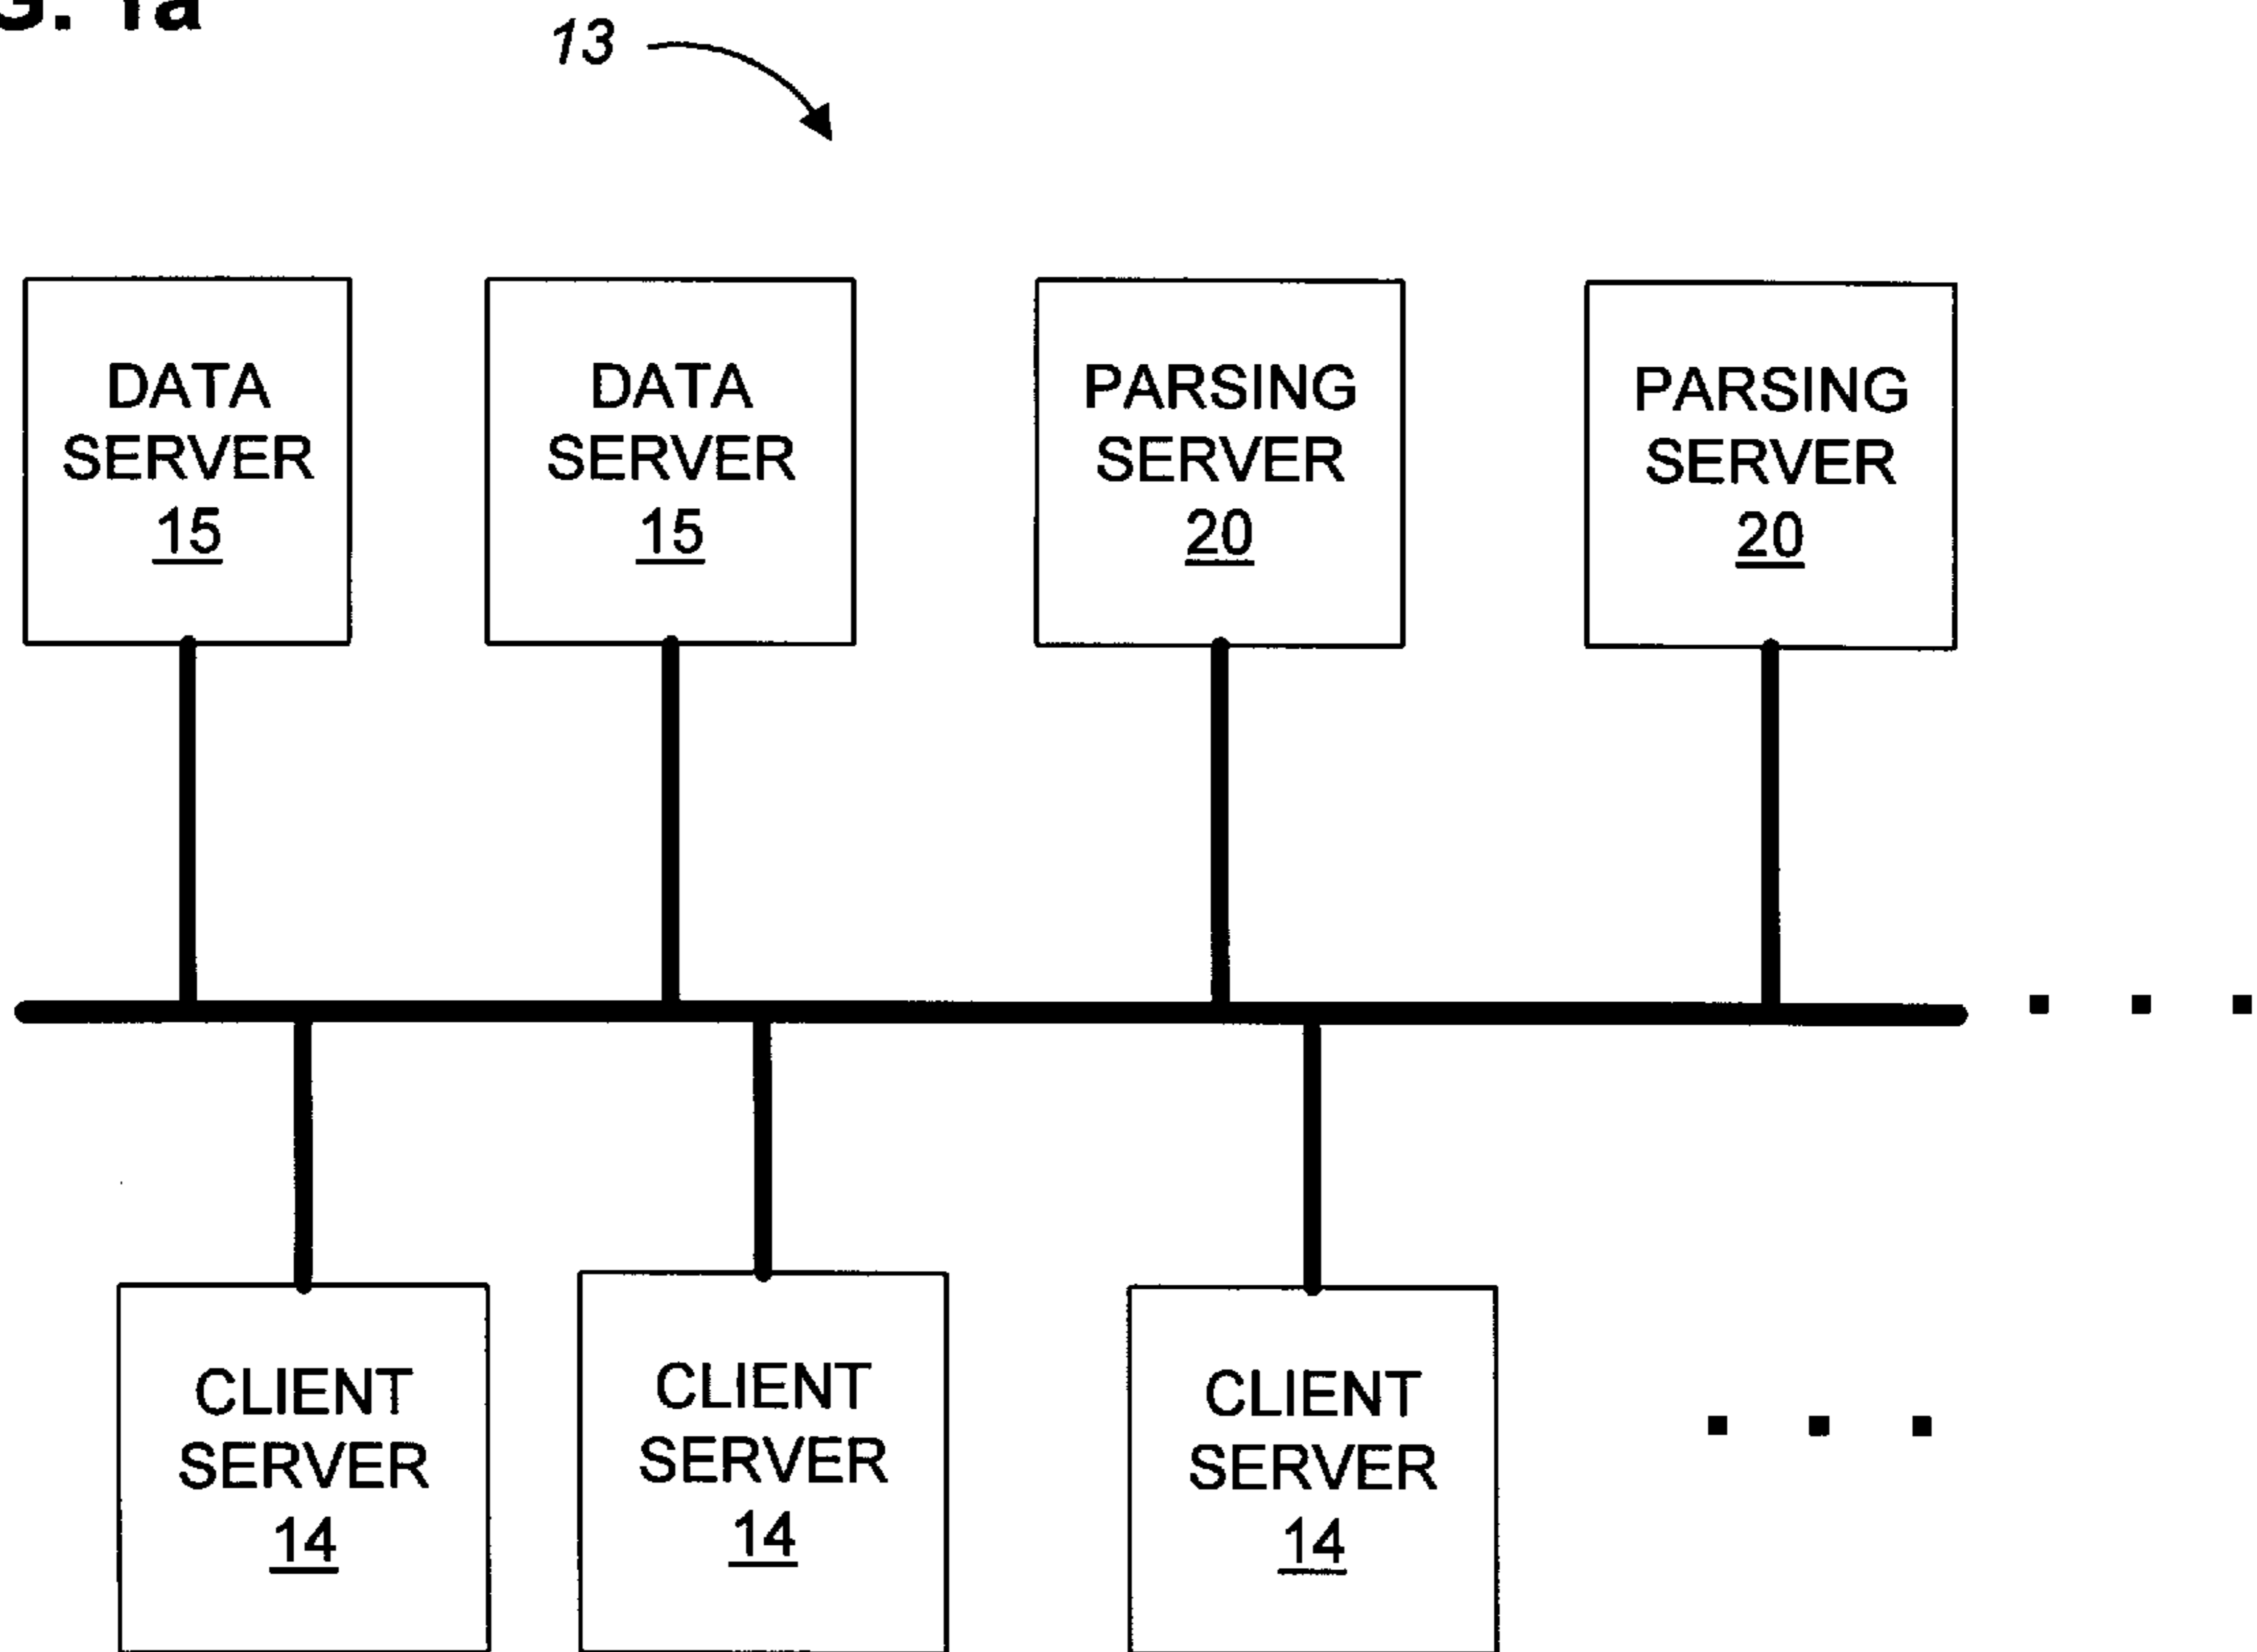 G. 1a
13
DATA
SERVER
15
DATA
SERVER
15
PARSING
SERVER
20
PARSING
SERVER
20
CLIENT
SERVER
14
CLIENT
SERVER
14
CLIENT
SERVER
14